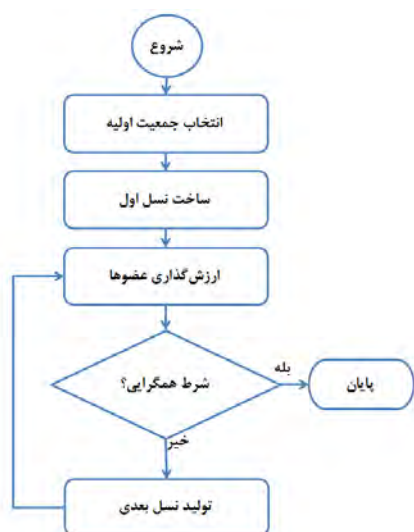 شروع
انتخاب جمعیت اولیه
ساخت نسل اول
ارزش‌گذاری عضوها
شرط همگرایی؟
بله
پایان
خیر
تولید نسل بعدی